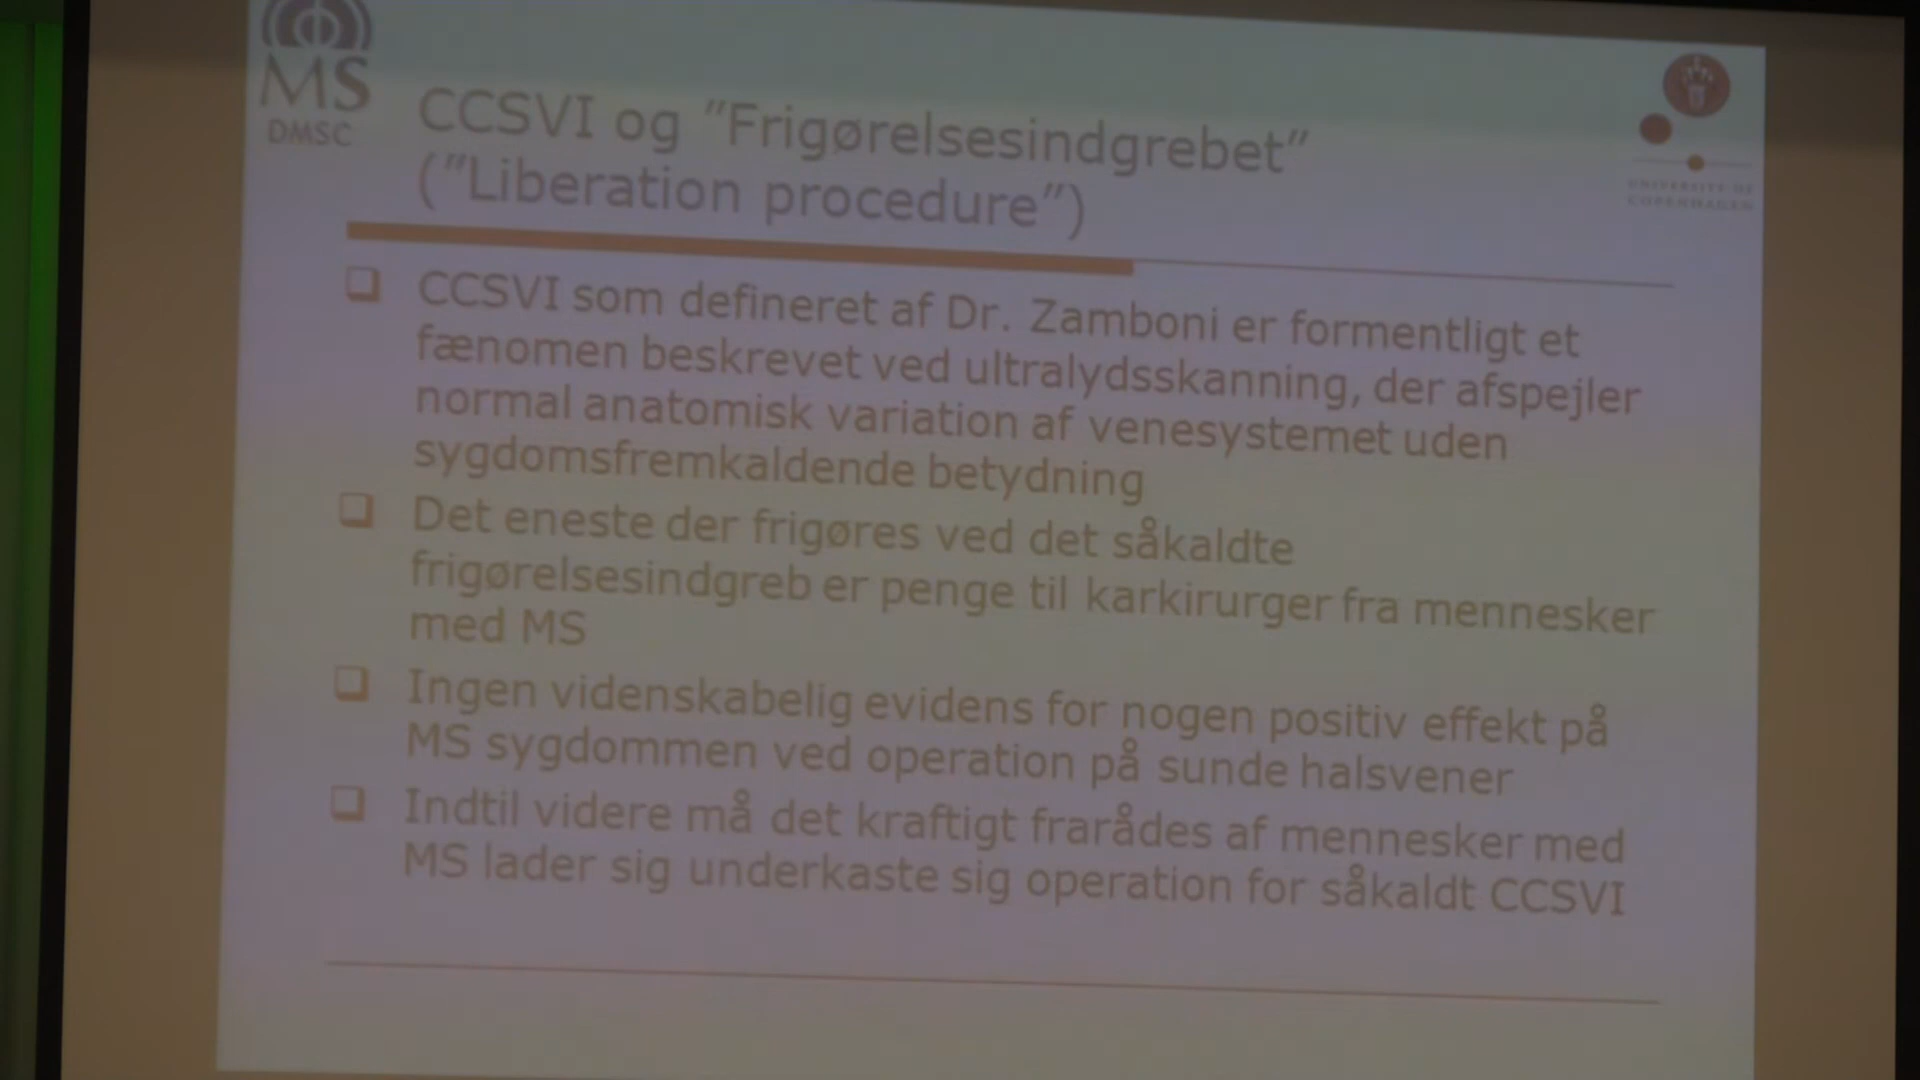 MS
DMSC
CCSVI og "Frigørelsesindgrebet"
("Liberation procedure")
UNIVERSITY OF
COPENHAGEN
❑ CCSVI som defineret af Dr. Zamboni er formentligt et
fænomen beskrevet ved ultralydsskanning, der afspejler
normal anatomisk variation af venesystemet uden
sygdomsfremkaldende betydning
❑ Det eneste der frigøres ved det såkaldte
frigørelsesindgreb er penge til karkirurger fra mennesker
med MS
❑ Ingen videnskabelig evidens for nogen positiv effekt på
MS sygdommen ved operation på sunde halsvener
❑ Indtil videre må det kraftigt frarådes af mennesker med
MS lader sig underkaste sig operation for såkaldt CCSVI